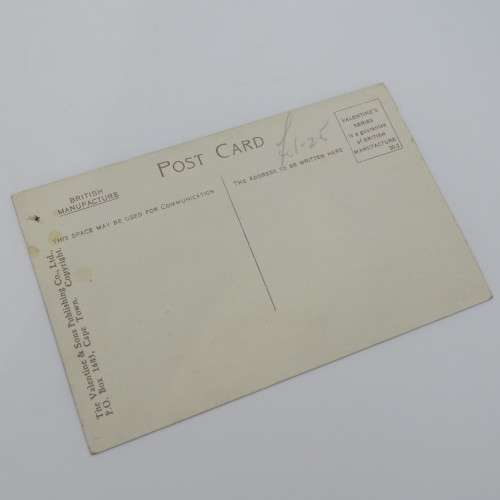 POST CARD
£1-25
VALENTINE'S
SERIES
is a guarantee
of BRITISH
MANUFACTURE
BRITISH
MANUFACTURE
THIS SPACE MAY BE USED FOR COMMUNICATION
THE ADDRESS TO BE WRITTEN HERE
The Valentine & Sons Publishing Co., Ltd.,
P.O. Box 1685, Cape Town. Copyright.